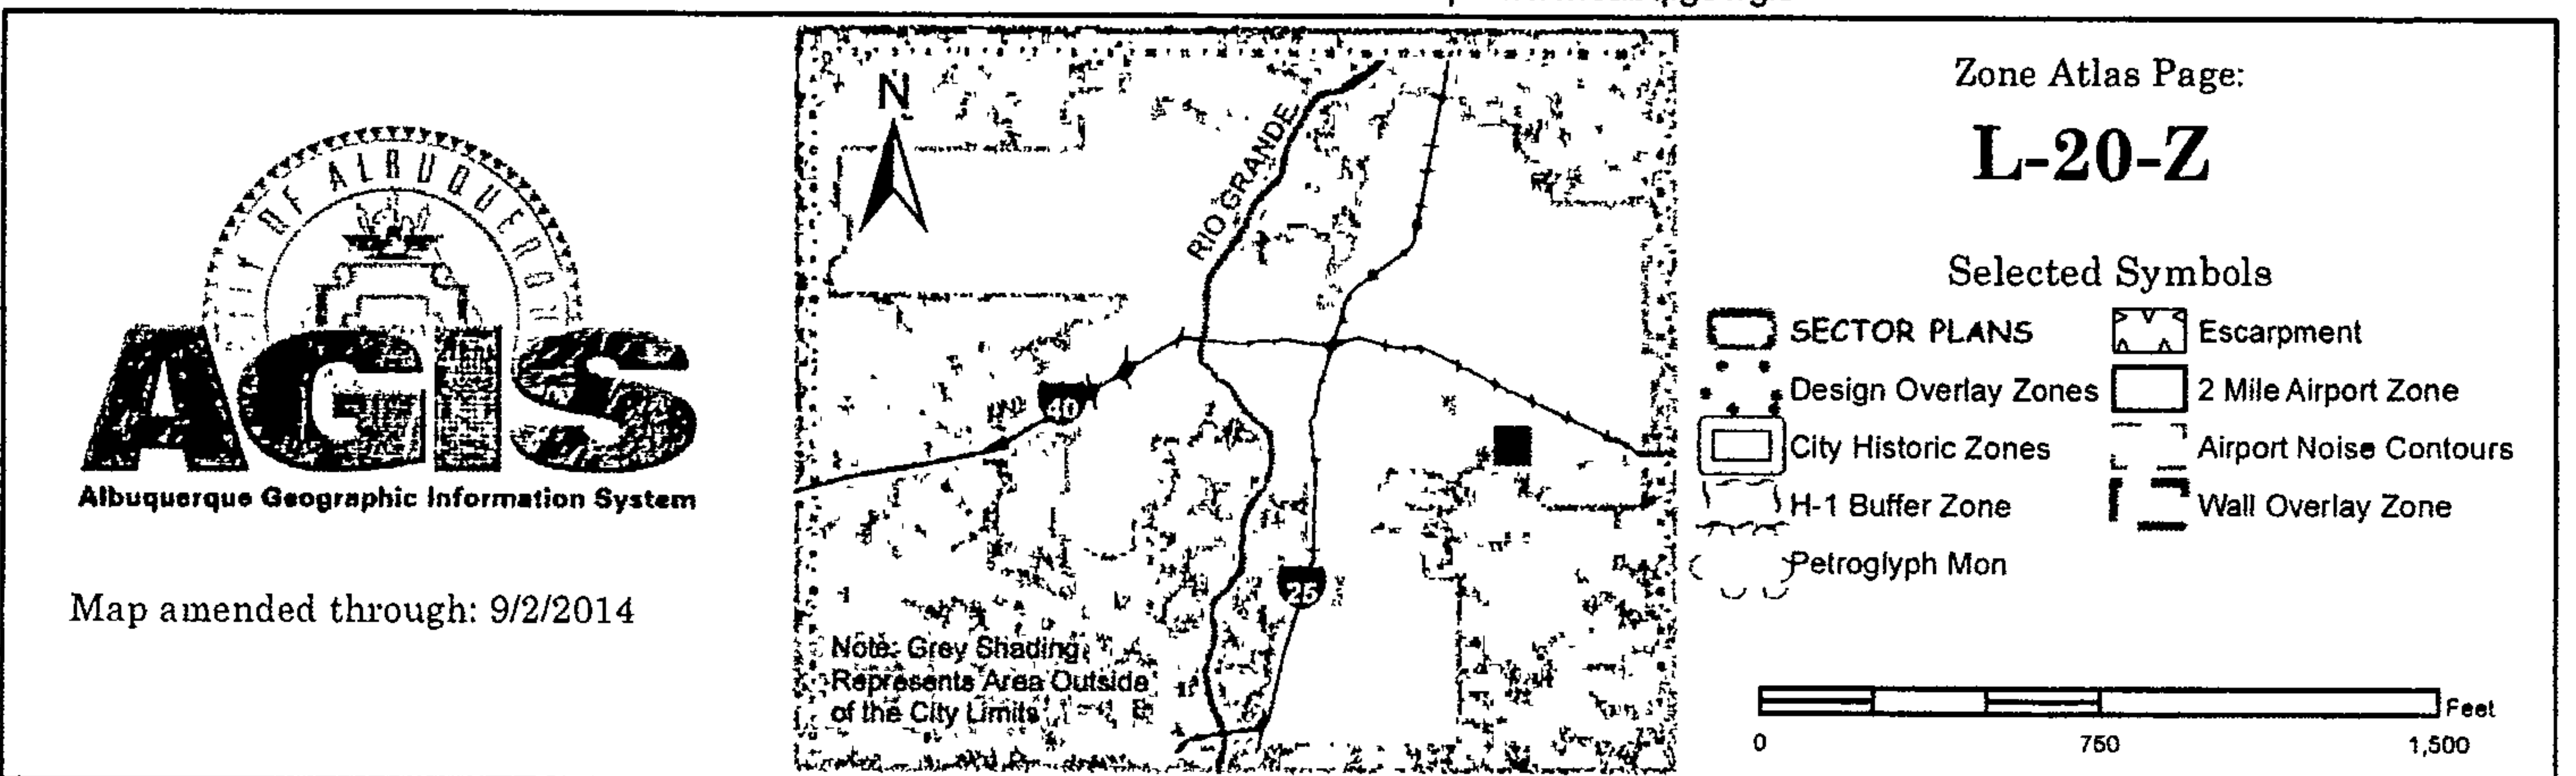 CITY OF ALBUQUERQUE
AGIS
Albuquerque Geographic Information System
Map amended through: 9/2/2014
N
RIO GRANDE
40
25
Note: Grey Shading
Represents Area Outside
of the City Limits
Zone Atlas Page:
L-20-Z
Selected Symbols
SECTOR PLANS
Escarpment
Design Overlay Zones
2 Mile Airport Zone
City Historic Zones
Airport Noise Contours
H-1 Buffer Zone
Wall Overlay Zone
Petroglyph Mon
Feet
0
750
1,500